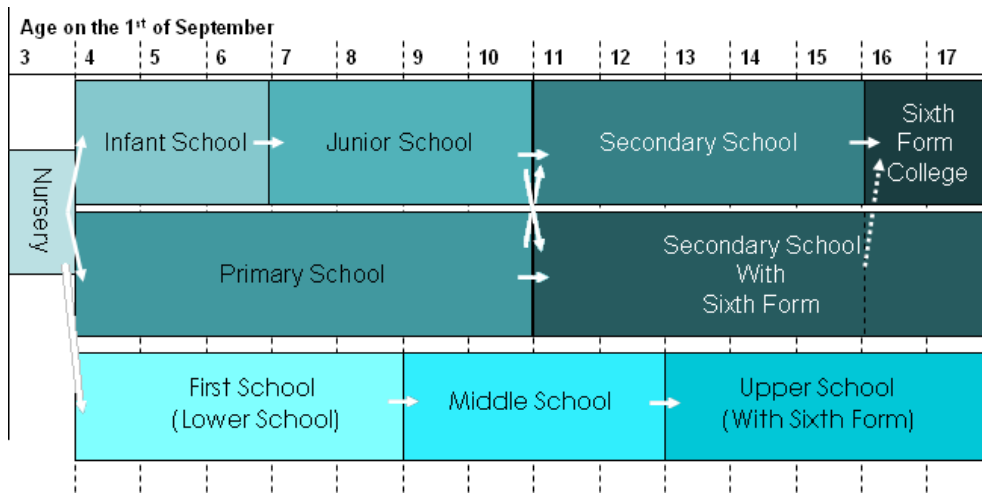 Age on the 1st of September
3 4 5 6 7 8 9 10 11 12 13 14 15 16 17
Infant School
Junior School
Secondary School
Sixth
Form
College
Nursery
Primary School
Secondary School
With
Sixth Form
First School
(Lower School)
Middle School
Upper School
(With Sixth Form)